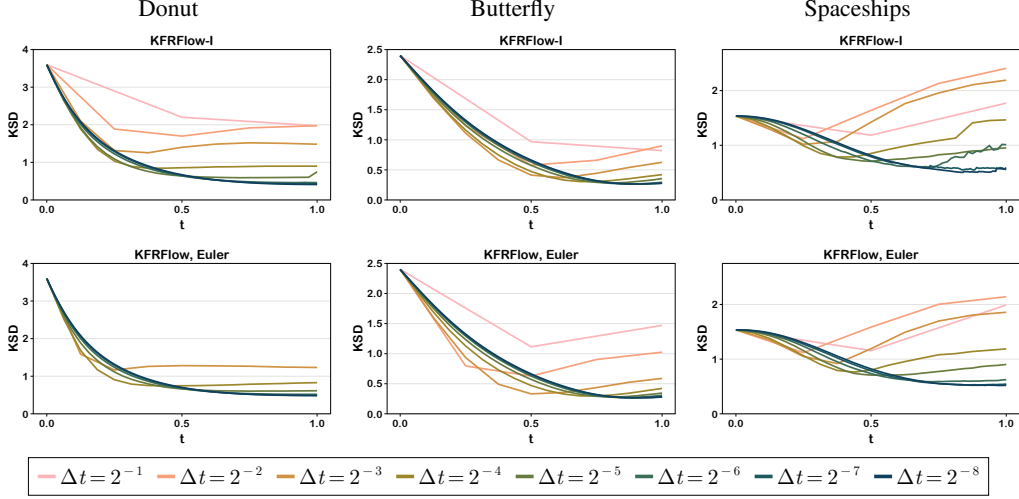 Donut Butterfly Spaceships
KFRFlow-I KFRFlow-I KFRFlow-I
4 3 2 1 0
KSD
0.0 0.5 1.0
t
2.5 2.0 1.5 1.0 0.5 0.0
KSD
0.0 0.5 1.0
t
2 1 0
KSD
0.0 0.5 1.0
t
KFRFlow, Euler KFRFlow, Euler KFRFlow, Euler
4 3 2 1 0
KSD
0.0 0.5 1.0
t
2.5 2.0 1.5 1.0 0.5 0.0
KSD
0.0 0.5 1.0
t
2 1 0
KSD
0.0 0.5 1.0
t
Δt=2⁻¹ Δt=2⁻² Δt=2⁻³ Δt=2⁻⁴ Δt=2⁻⁵ Δt=2⁻⁶ Δt=2⁻⁷ Δt=2⁻⁸